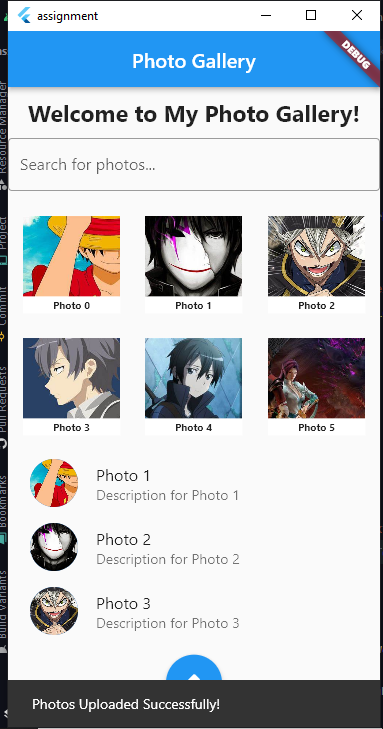 assignment
Photo Gallery
DEBUG
Welcome to My Photo Gallery!
Search for photos...
Photo 0
Photo 1
Photo 2
Photo 3
Photo 4
Photo 5
Photo 1
Description for Photo 1
Photo 2
Description for Photo 2
Photo 3
Description for Photo 3
Photos Uploaded Successfully!
Resource Manager
Project
Commit
Pull Requests
Bookmarks
Build Variants